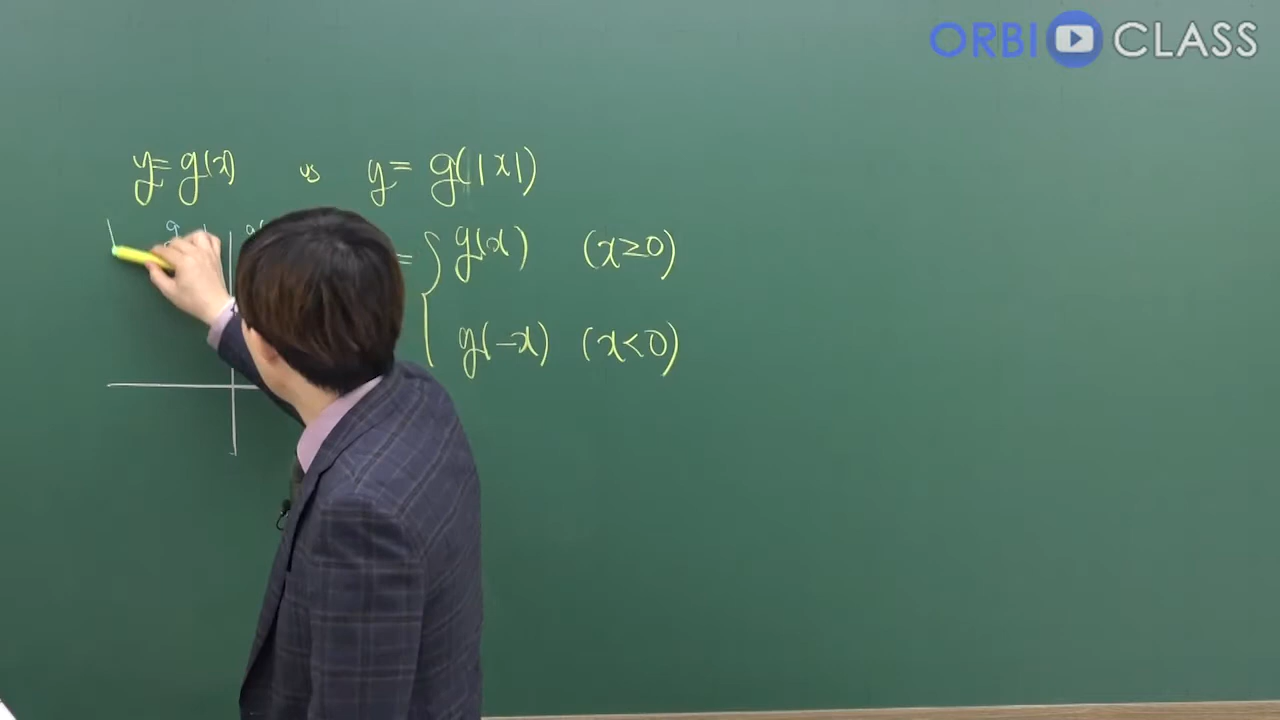 ORBI CLASS
y=g(x) vs y=g(|x|)
= { g(x) (x≥0)
g(-x) (x<0)